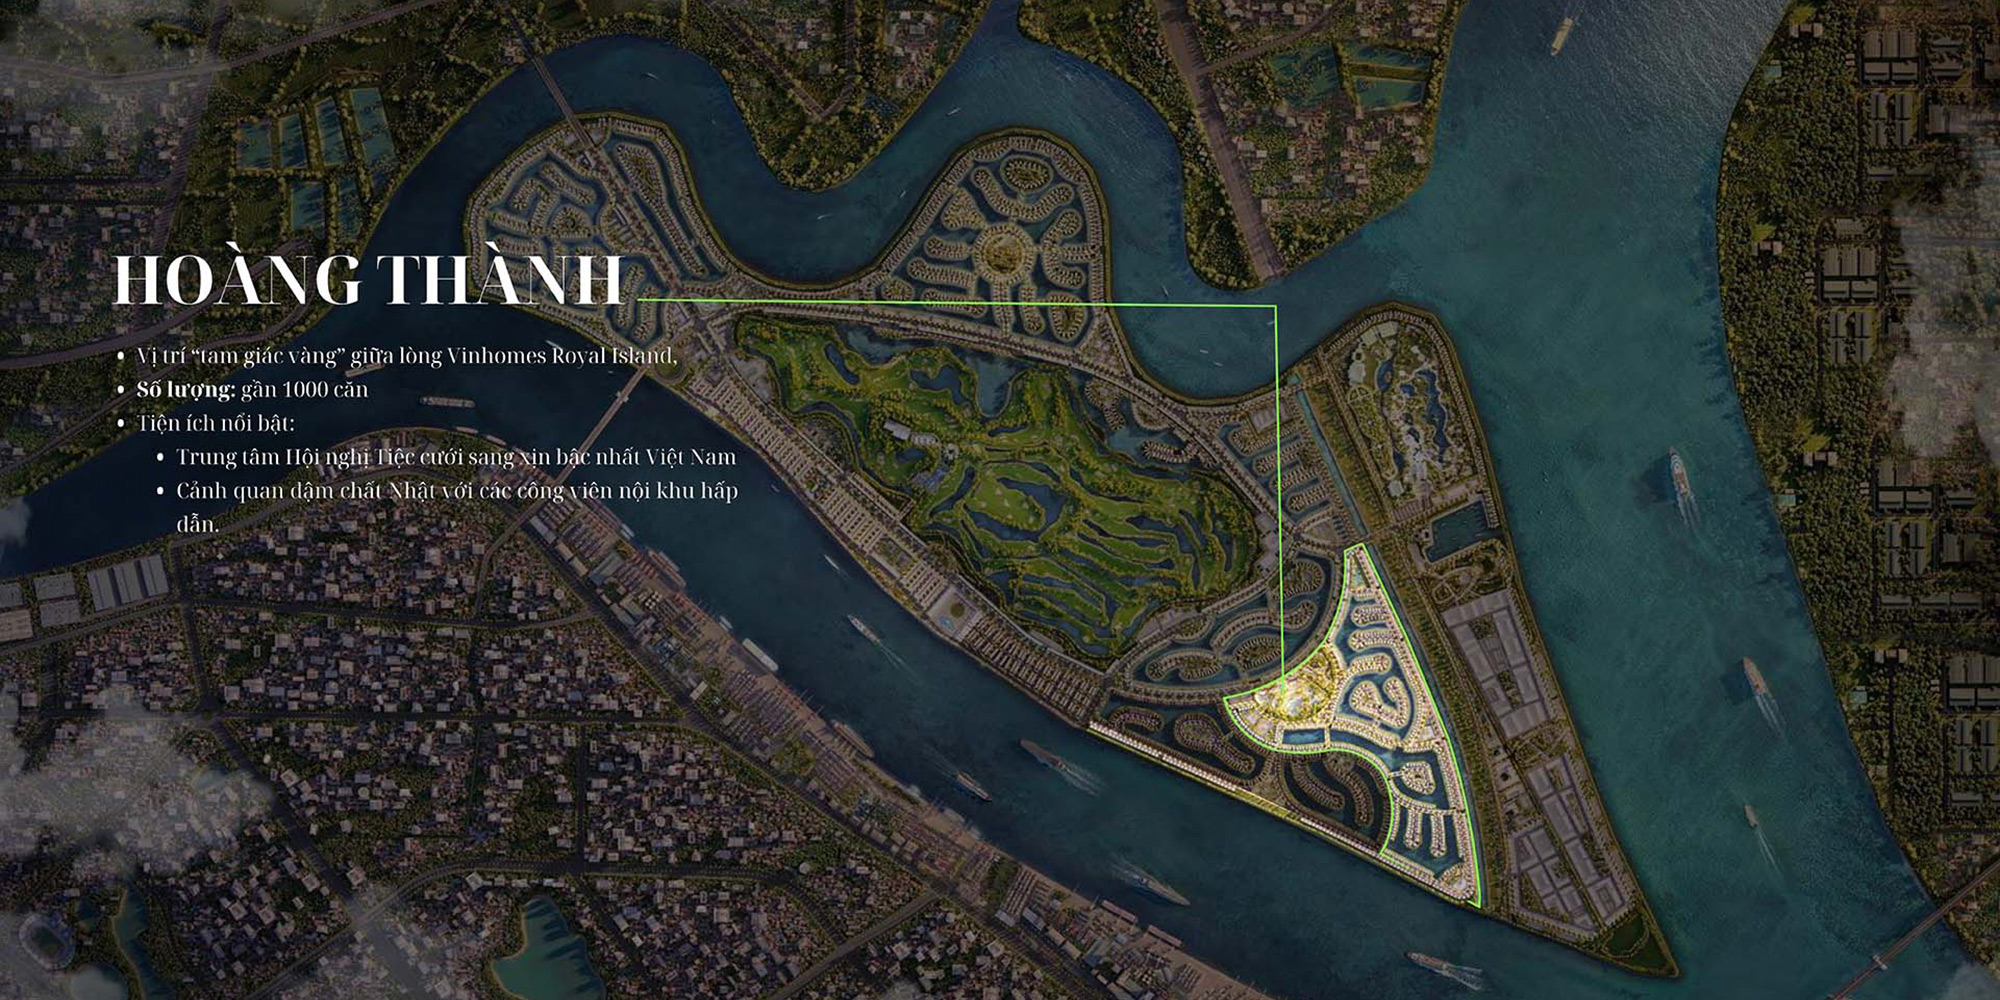 HOÀNG THÀNH
• Vị trí “tam giác vàng” giữa lòng Vinhomes Royal Island,
• Số lượng: gần 1000 căn
• Tiện ích nổi bật:
• Trung tâm Hội nghị Tiệc cưới sang xịn bậc nhất Việt Nam
• Cảnh quan đậm chất Nhật với các công viên nội khu hấp
dẫn.